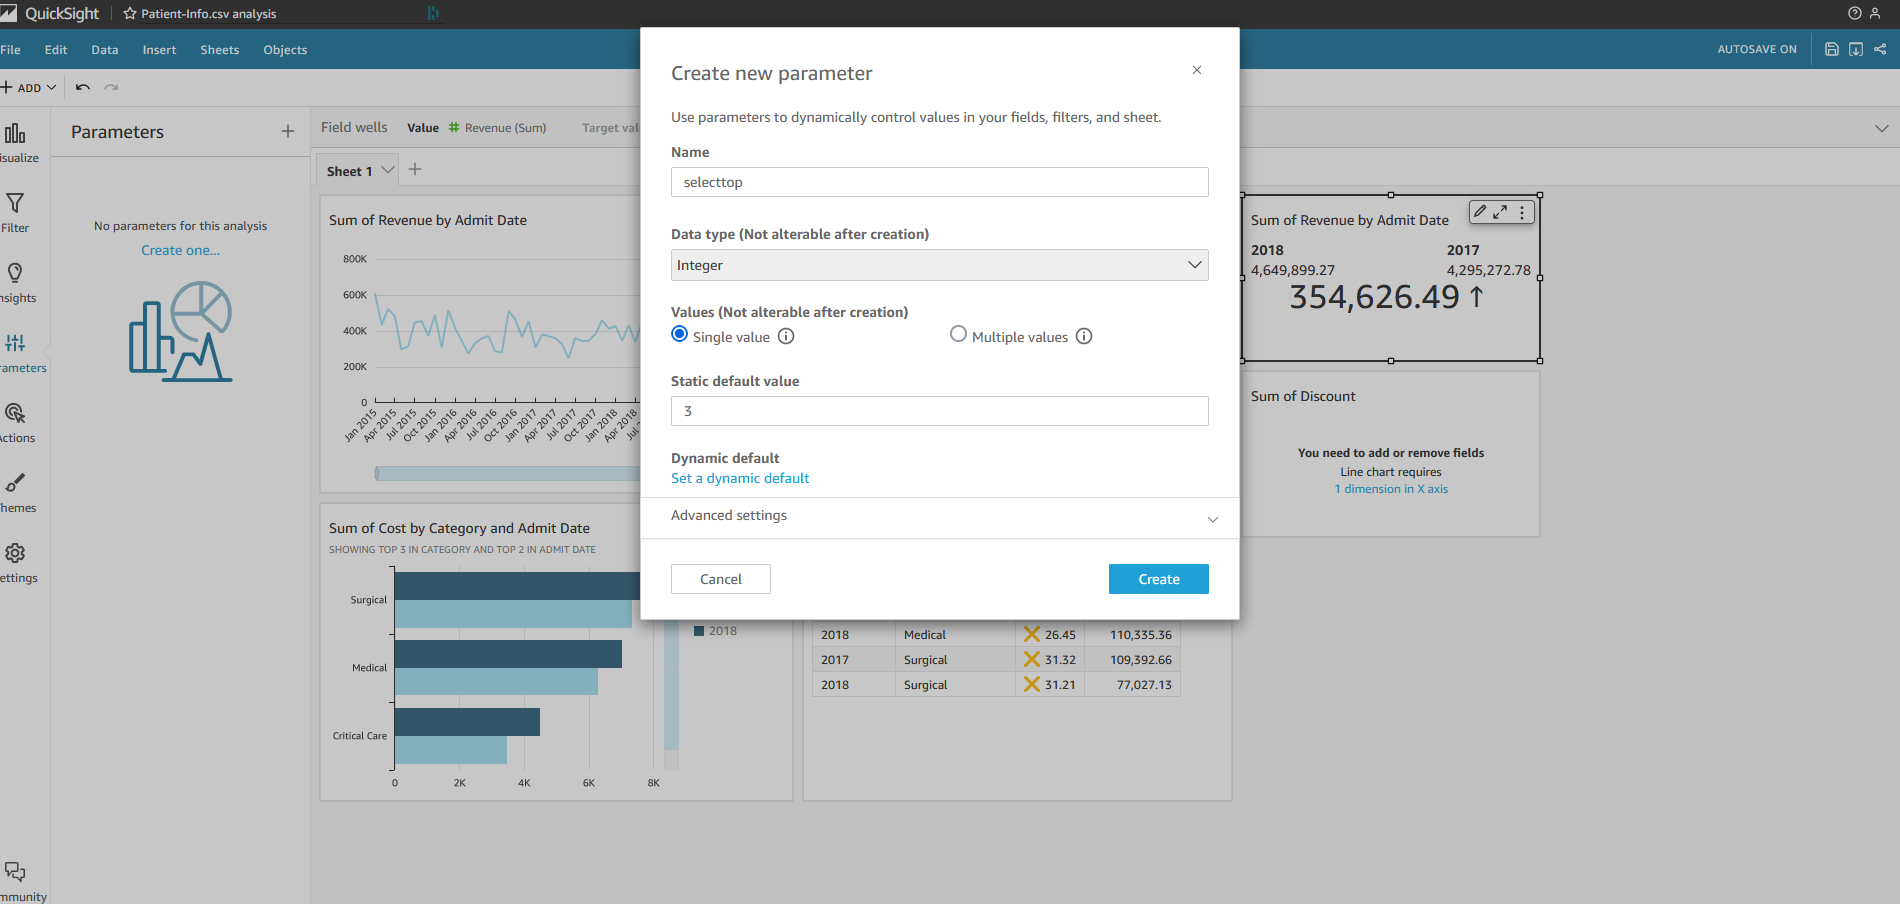 QuickSight
Patient-Info.csv analysis
File Edit Data Insert Sheets Objects
AUTOSAVE ON
ADD
isualize
Filter
nsights
rameters
Actions
hemes
ettings
mmunity
Parameters
No parameters for this analysis
Create one...
Field wells Value Revenue (Sum) Target val
Sheet 1
Sum of Revenue by Admit Date
800K
600K
400K
200K
0
Jan 2015 Apr 2015 Jul 2015 Oct 2015 Jan 2016 Apr 2016 Jul 2016 Oct 2016 Jan 2017 Apr 2017 Jul 2017 Oct 2017 Jan 2018 Apr 2018
Sum of Cost by Category and Admit Date
SHOWING TOP 3 IN CATEGORY AND TOP 2 IN ADMIT DATE
Surgical
Medical
Critical Care
0 2K 4K 6K 8K
2018
Create new parameter
Use parameters to dynamically control values in your fields, filters, and sheet.
Name
selecttop
Data type (Not alterable after creation)
Integer
Values (Not alterable after creation)
Single value Multiple values
Static default value
3
Dynamic default
Set a dynamic default
Advanced settings
Cancel Create
2018 Medical 26.45 110,335.36
2017 Surgical 31.32 109,392.66
2018 Surgical 31.21 77,027.13
Sum of Revenue by Admit Date
2018 2017
4,649,899.27 4,295,272.78
354,626.49
Sum of Discount
You need to add or remove fields
Line chart requires
1 dimension in X axis